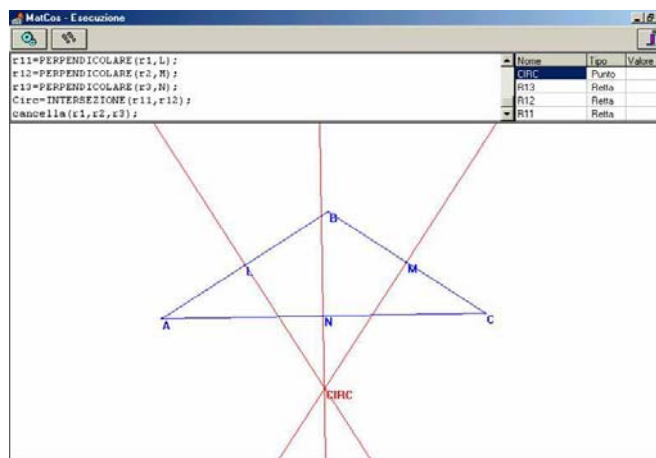 MatCos - Esecuzione
r11=PERPENDICOLARE(r1,L);
r12=PERPENDICOLARE(r2,M);
r13=PERPENDICOLARE(r3,N);
Circ=INTERSEZIONE(r11,r12);
cancella(r1,r2,r3);
Nome Tipo Valore
CIRC Punto
R13 Retta
R12 Retta
R11 Retta
B
L M
A N C
CIRC